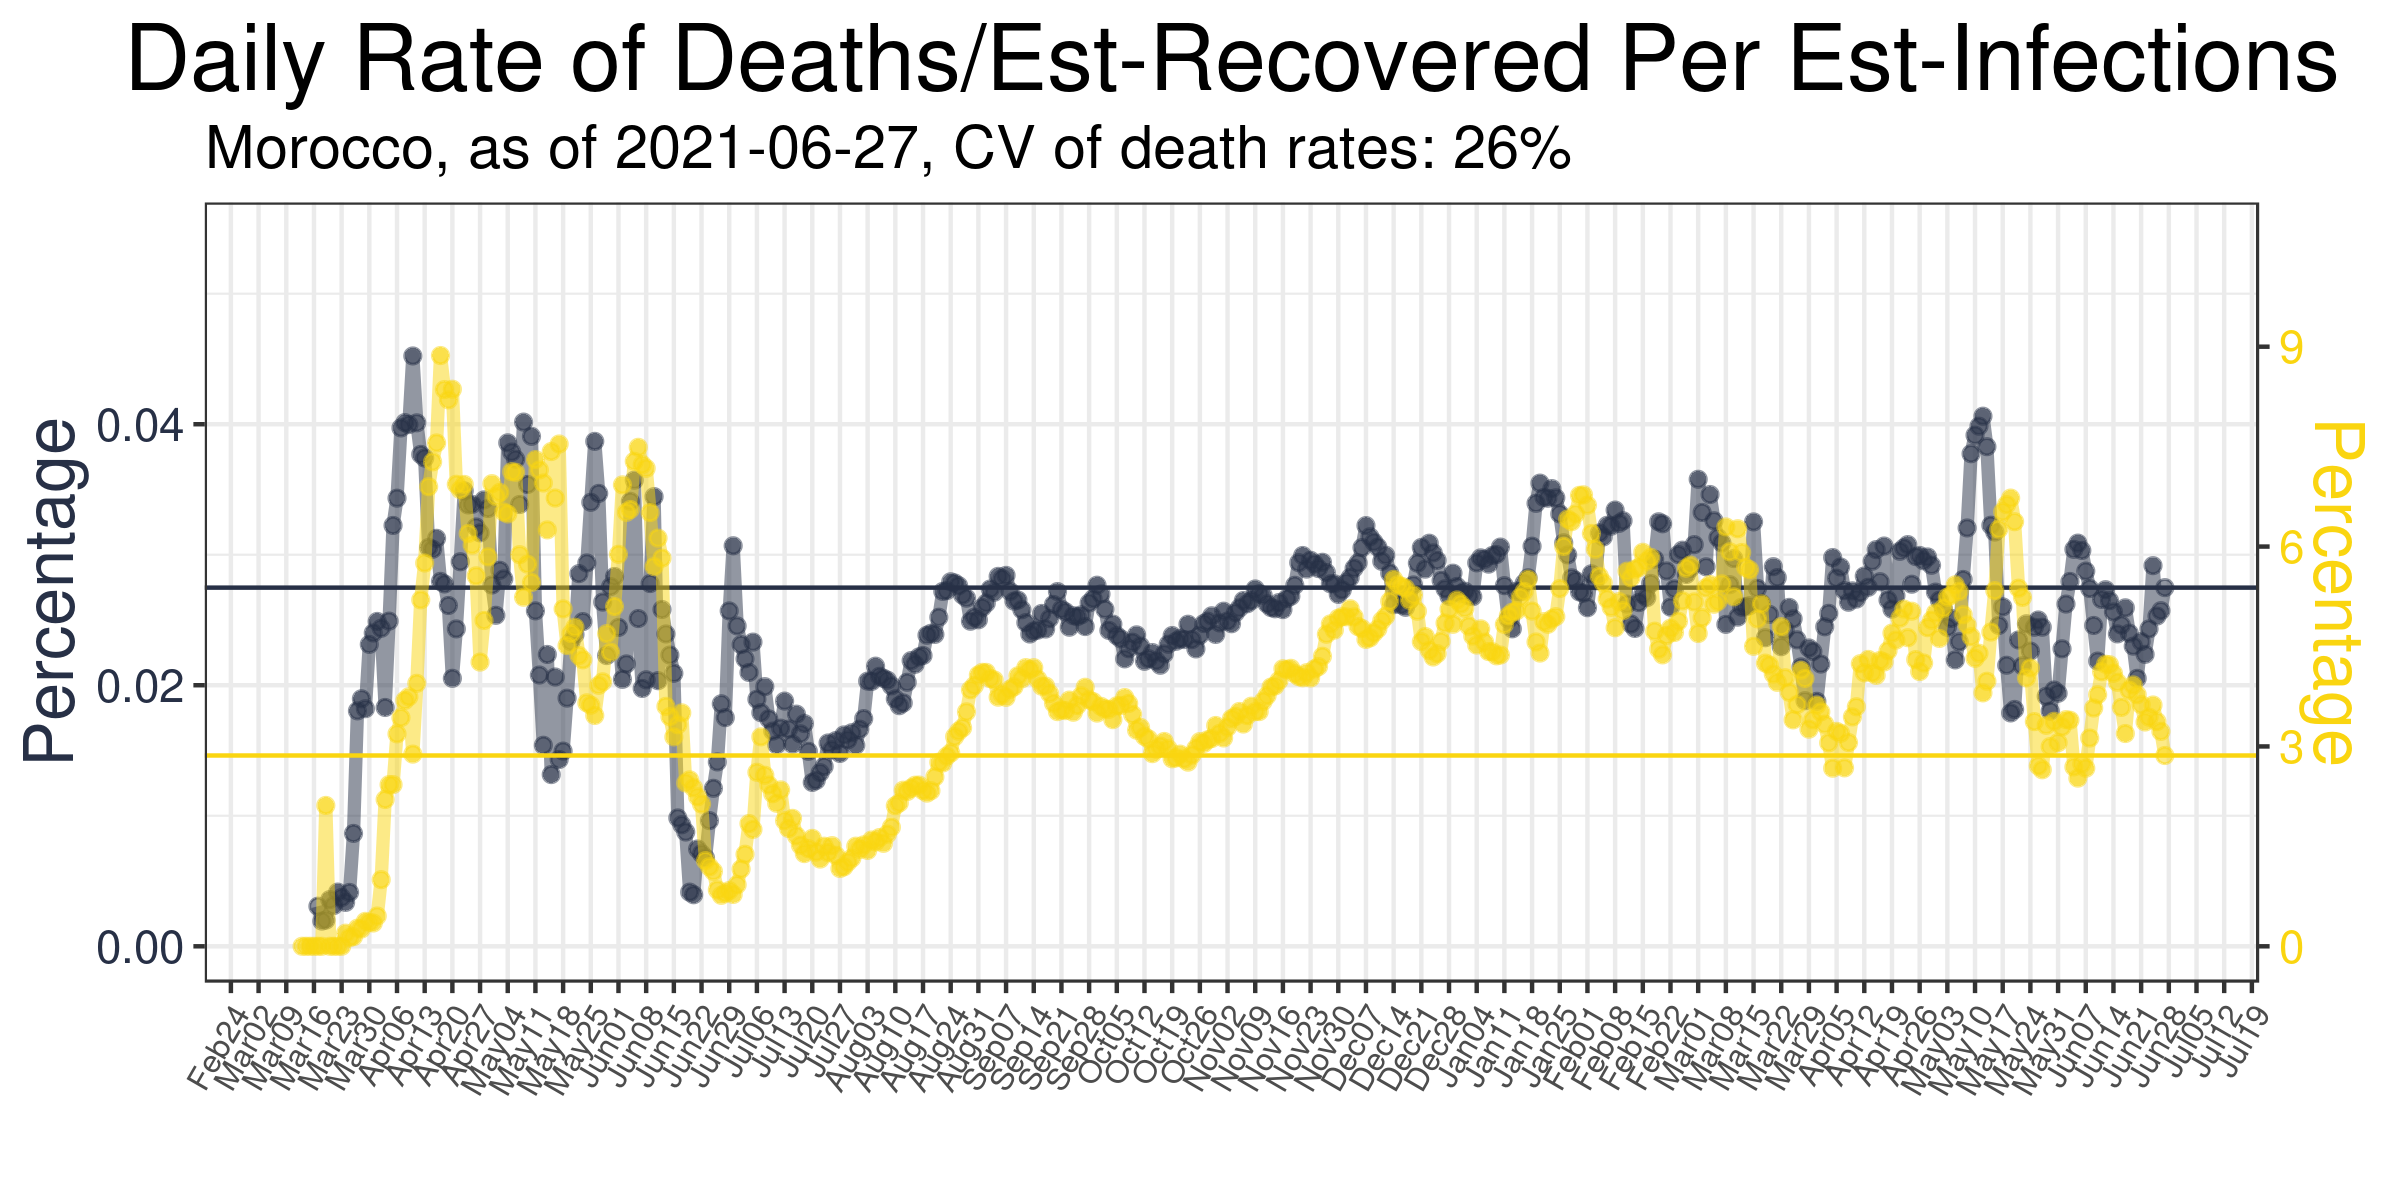 Daily Rate of Deaths/Est-Recovered Per Est-Infections
Morocco, as of 2021-06-27, CV of death rates: 26%
Percentage
0.04
0.02
0.00
9
6
3
0
Percentage
Feb24
Mar02
Mar09
Mar16
Mar23
Mar30
Apr06
Apr13
Apr20
Apr27
May04
May11
May18
May25
Jun01
Jun08
Jun15
Jun22
Jun29
Jul06
Jul13
Jul20
Jul27
Aug03
Aug10
Aug17
Aug24
Aug31
Sep07
Sep14
Sep21
Sep28
Oct05
Oct12
Oct19
Oct26
Nov02
Nov09
Nov16
Nov23
Nov30
Dec07
Dec14
Dec21
Dec28
Jan04
Jan11
Jan18
Jan25
Feb01
Feb08
Feb15
Feb22
Mar01
Mar08
Mar15
Mar22
Mar29
Apr05
Apr12
Apr19
Apr26
May03
May10
May17
May24
May31
Jun07
Jun14
Jun21
Jun28
Jul05
Jul12
Jul19